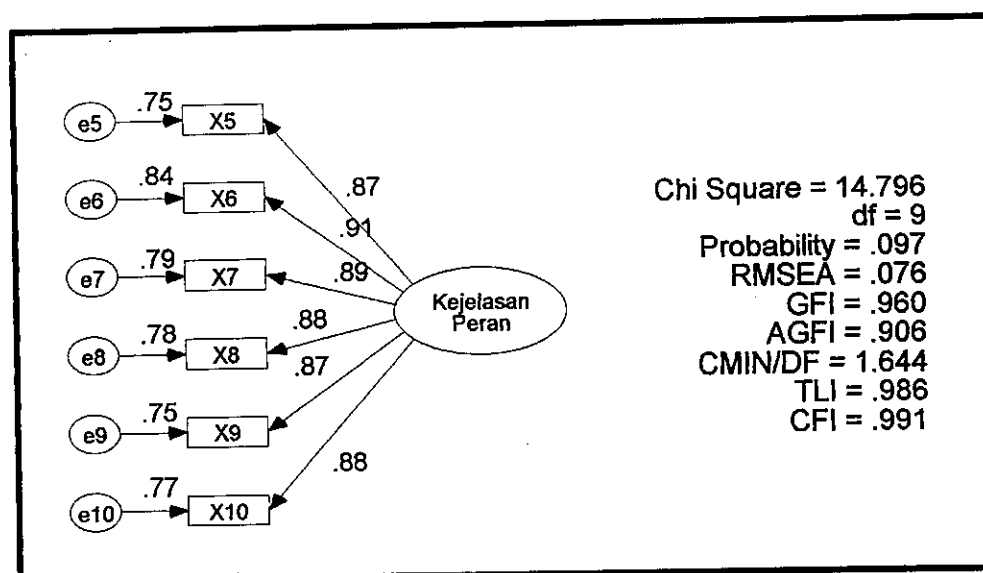 e5
.75
X5
.87
e6
.84
X6
.91
e7
.79
X7
.89
Kejelasan
Peran
e8
.78
X8
.88
e9
.75
X9
.87
e10
.77
X10
.88
Chi Square = 14.796
df = 9
Probability = .097
RMSEA = .076
GFI = .960
AGFI = .906
CMIN/DF = 1.644
TLI = .986
CFI = .991